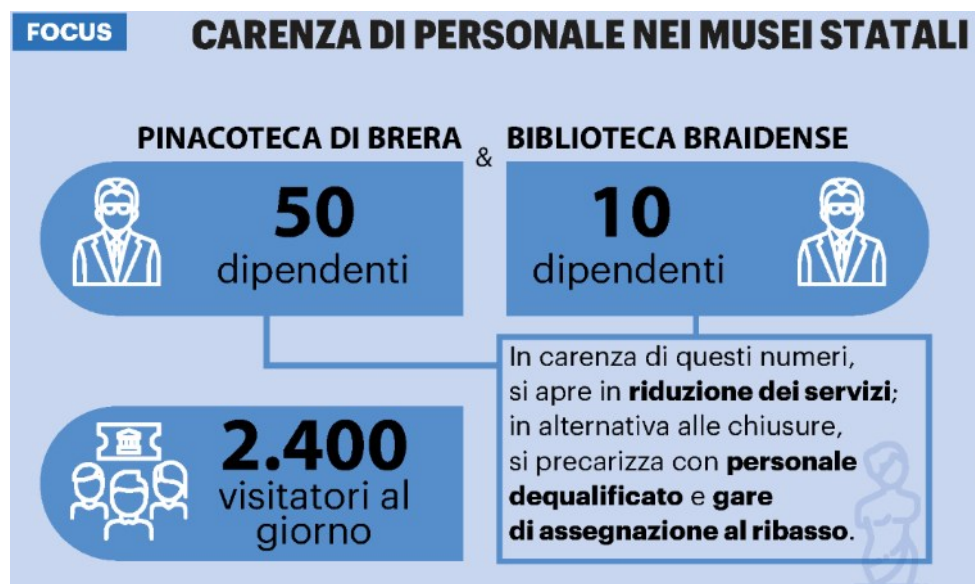 FOCUS
CARENZA DI PERSONALE NEI MUSEI STATALI
PINACOTECA DI BRERA
&
BIBLIOTECA BRAIDENSE
50
dipendenti
10
dipendenti
In carenza di questi numeri,
si apre in riduzione dei servizi;
in alternativa alle chiusure,
si precarizza con personale
dequalificato e gare
di assegnazione al ribasso.
2.400
visitatori al
giorno